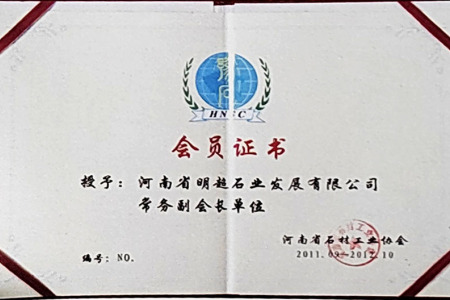 HNSC
会员证书
授予：河南省明超石业发展有限公司
常务副会长单位
河南省石材工业协会
编号：NO.
2011.09-2012.10